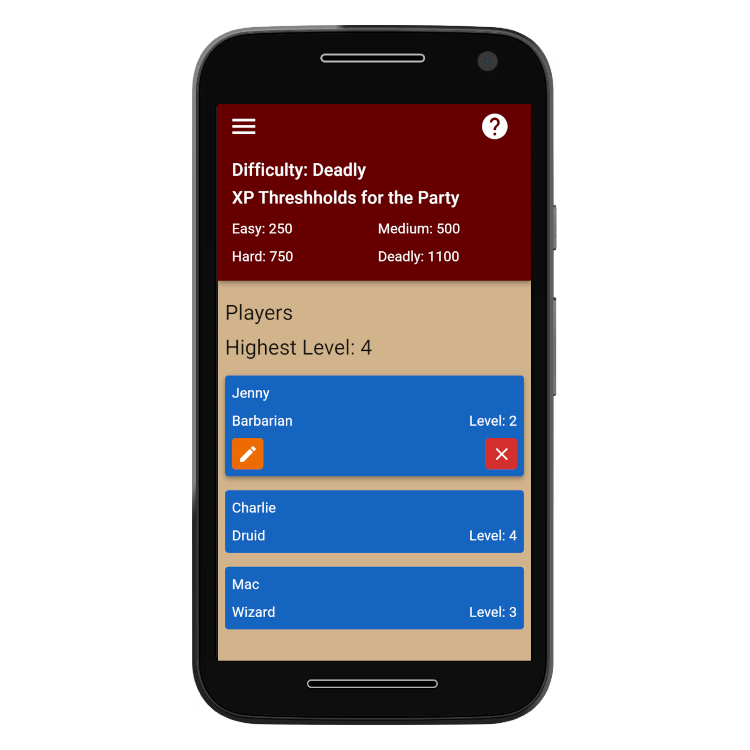 Difficulty: Deadly
XP Threshholds for the Party
Easy: 250 Medium: 500
Hard: 750 Deadly: 1100
Players
Highest Level: 4
Jenny
Barbarian Level: 2
Charlie
Druid Level: 4
Mac
Wizard Level: 3